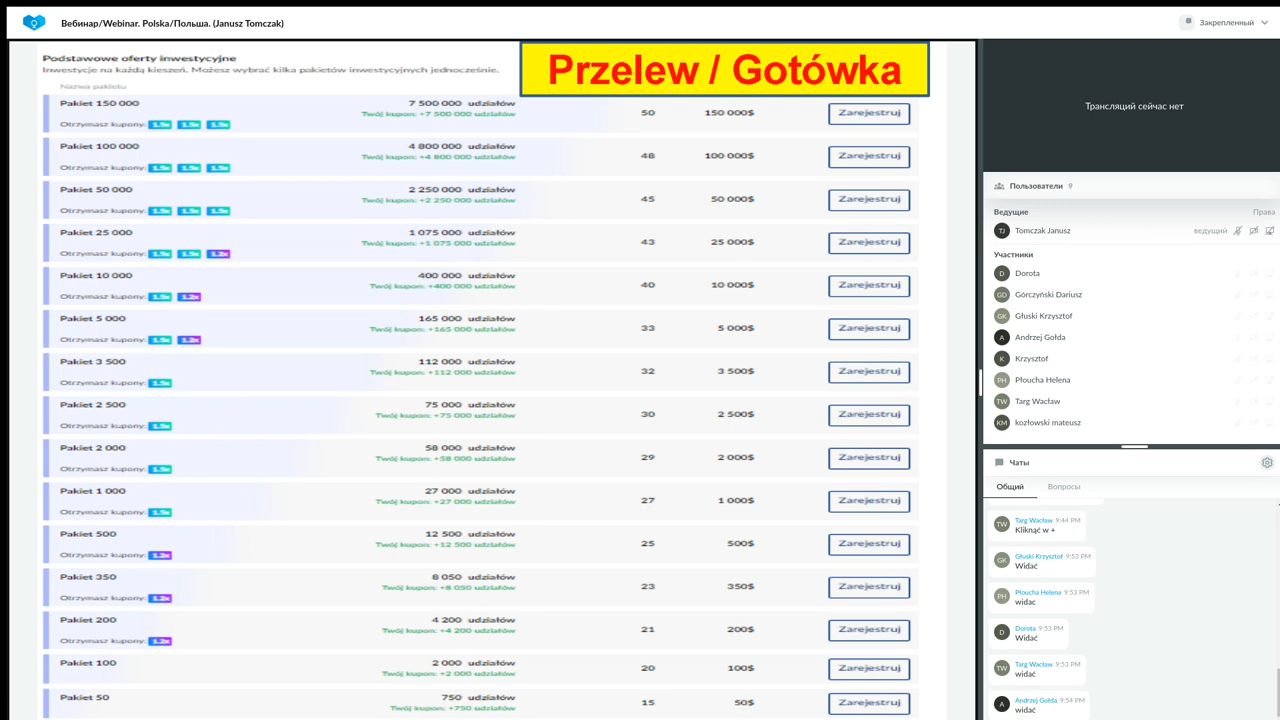 Вебинар/Webinar. Polska/Польша. (Janusz Tomczak)
Закрепленный
Podstawowe oferty inwestycyjne
Inwestycje na każdą kieszeń. Możesz wybrać kilka pakietów inwestycyjnych jednocześnie.
Przelew / Gotówka
Nazwa pakietu
Pakiet 150 000
7 500 000 udziałów
Twój kupon: +7 500 000 udziałów
50
150 000$
Zarejestruj
Otrzymasz kupony: 1.5x 1.5x 1.5x
Pakiet 100 000
4 800 000 udziałów
Twój kupon: +4 800 000 udziałów
48
100 000$
Zarejestruj
Otrzymasz kupony: 1.5x 1.5x 1.5x
Pakiet 50 000
2 250 000 udziałów
Twój kupon: +2 250 000 udziałów
45
50 000$
Zarejestruj
Otrzymasz kupony: 1.5x 1.5x 1.5x
Pakiet 25 000
1 075 000 udziałów
Twój kupon: +1 075 000 udziałów
43
25 000$
Zarejestruj
Otrzymasz kupony: 1.5x 1.5x 1.2x
Pakiet 10 000
400 000 udziałów
Twój kupon: +400 000 udziałów
40
10 000$
Zarejestruj
Otrzymasz kupony: 1.5x 1.2x
Pakiet 5 000
165 000 udziałów
Twój kupon: +165 000 udziałów
33
5 000$
Zarejestruj
Otrzymasz kupony: 1.5x 1.2x
Pakiet 3 500
112 000 udziałów
Twój kupon: +112 000 udziałów
32
3 500$
Zarejestruj
Otrzymasz kupony: 1.5x
Pakiet 2 500
75 000 udziałów
Twój kupon: +75 000 udziałów
30
2 500$
Zarejestruj
Otrzymasz kupony: 1.5x
Pakiet 2 000
58 000 udziałów
Twój kupon: +58 000 udziałów
29
2 000$
Zarejestruj
Otrzymasz kupony: 1.5x
Pakiet 1 000
27 000 udziałów
Twój kupon: +27 000 udziałów
27
1 000$
Zarejestruj
Otrzymasz kupony: 1.5x
Pakiet 500
12 500 udziałów
Twój kupon: +12 500 udziałów
25
500$
Zarejestruj
Otrzymasz kupony: 1.2x
Pakiet 350
8 050 udziałów
Twój kupon: +8 050 udziałów
23
350$
Zarejestruj
Otrzymasz kupony: 1.2x
Pakiet 200
4 200 udziałów
Twój kupon: +4 200 udziałów
21
200$
Zarejestruj
Otrzymasz kupony: 1.2x
Pakiet 100
2 000 udziałów
Twój kupon: +2 000 udziałów
20
100$
Zarejestruj
Pakiet 50
750 udziałów
Twój kupon: +750 udziałów
15
50$
Zarejestruj
Трансляций сейчас нет
Пользователи 9
Ведущие
Права
TJ Tomczak Janusz
ведущий
Участники
D Dorota
GD Górczyński Dariusz
GK Głuski Krzysztof
A Andrzej Gołda
K Krzysztof
PH Płoucha Helena
TW Targ Wacław
KM kozłowski mateusz
Чаты
Общий
Вопросы
TW Targ Wacław 9:44 PM
Kliknąć w +
GK Głuski Krzysztof 9:53 PM
Widać
PH Płoucha Helena 9:53 PM
widac
D Dorota 9:53 PM
Widać
TW Targ Wacław 9:53 PM
widać
A Andrzej Gołda 9:54 PM
widać